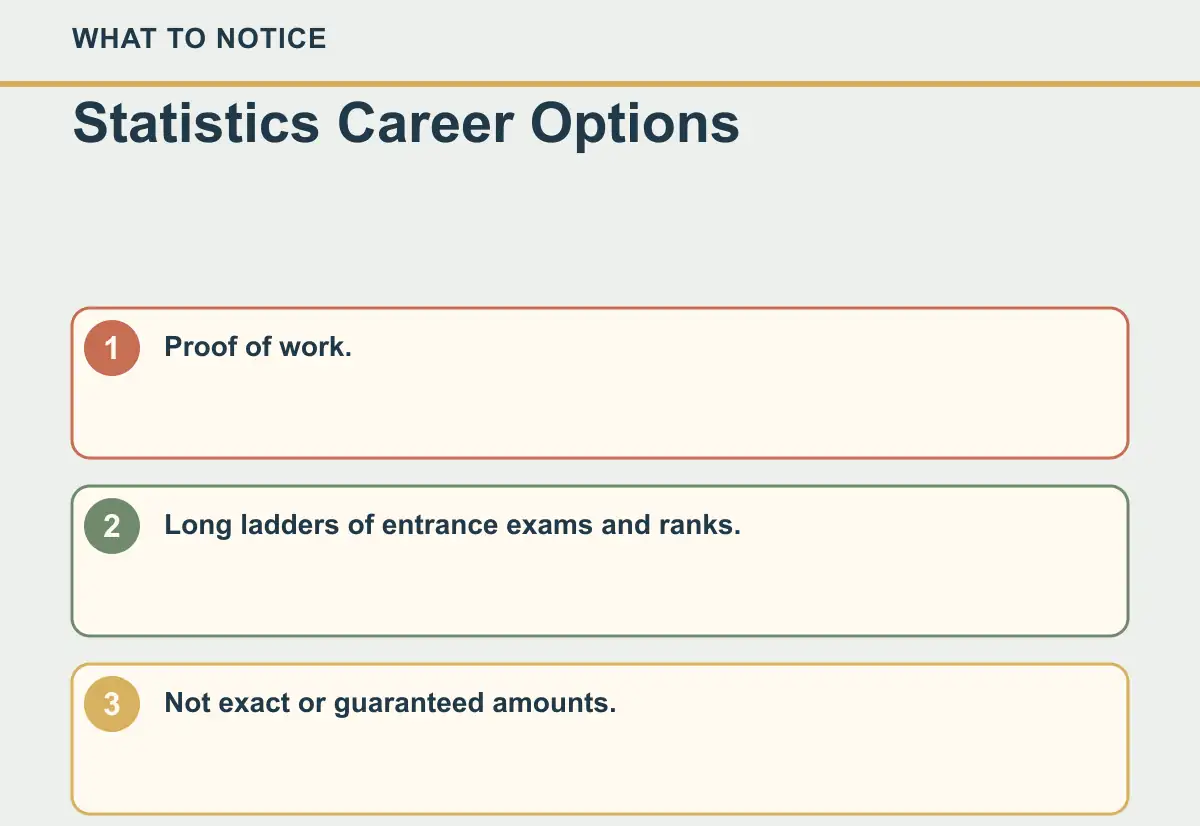 WHAT TO NOTICE
Statistics Career Options
1
Proof of work.
2
Long ladders of entrance exams and ranks.
3
Not exact or guaranteed amounts.